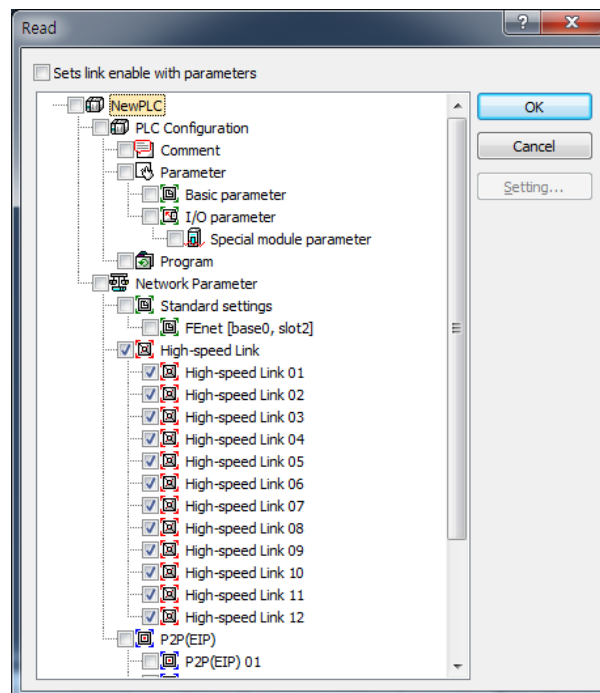 Read
Sets link enable with parameters
NewPLC
PLC Configuration
Comment
Parameter
Basic parameter
I/O parameter
Special module parameter
Program
Network Parameter
Standard settings
FEnet [base0, slot2]
High-speed Link
High-speed Link 01
High-speed Link 02
High-speed Link 03
High-speed Link 04
High-speed Link 05
High-speed Link 06
High-speed Link 07
High-speed Link 08
High-speed Link 09
High-speed Link 10
High-speed Link 11
High-speed Link 12
P2P(EIP)
P2P(EIP) 01
OK
Cancel
Setting...